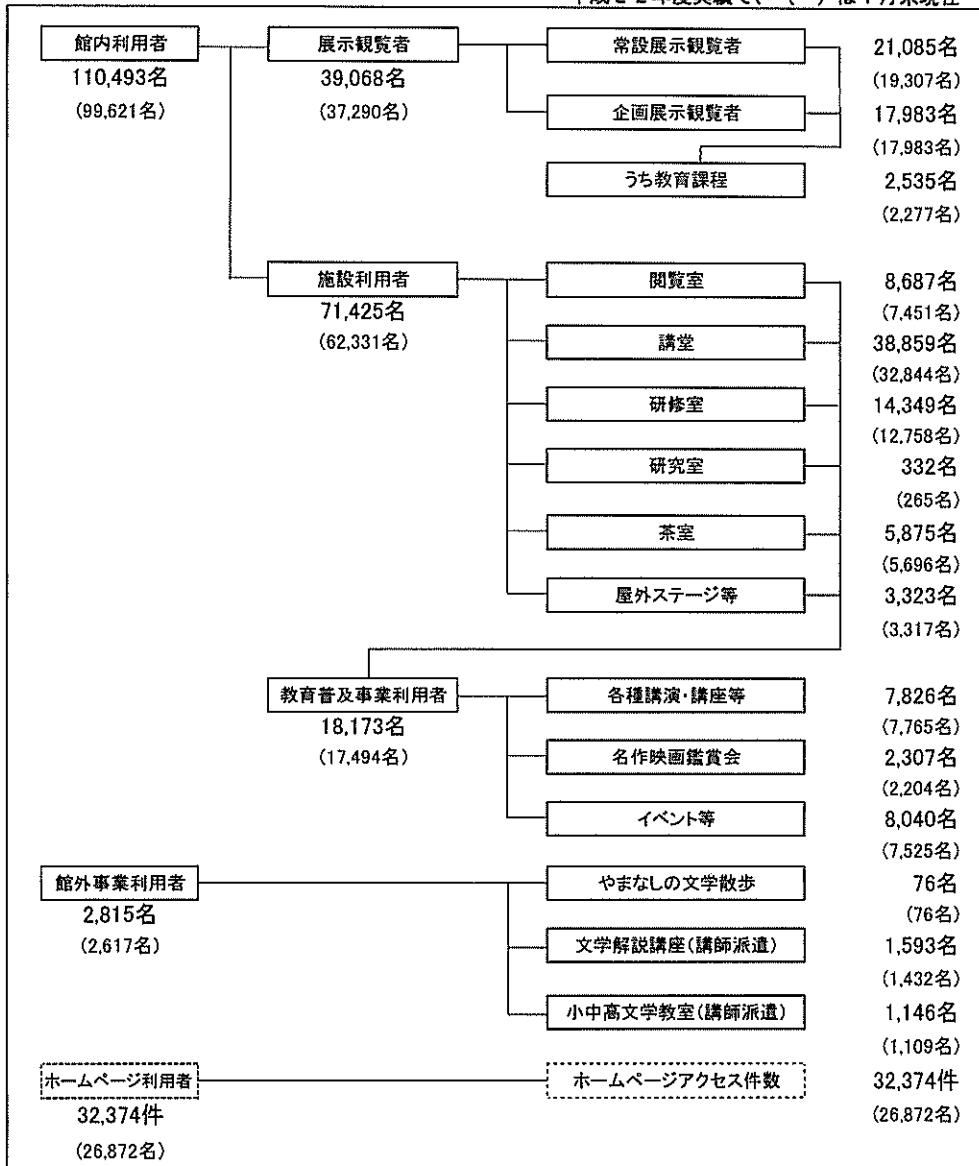 館内利用者 展示観覧者 常設展示観覧者 21,085名
110,493名 39,068名 (19,307名)
(99,621名) (37,290名) 企画展示観覧者 17,983名
(17,983名)
うち教育課程 2,535名
(2,277名)
施設利用者 閲覧室 8,687名
71,425名 (7,451名)
(62,331名) 講堂 38,859名
(32,844名)
研修室 14,349名
(12,758名)
研究室 332名
(265名)
茶室 5,875名
(5,696名)
屋外ステージ等 3,323名
(3,317名)
教育普及事業利用者 各種講演・講座等 7,826名
18,173名 (7,765名)
(17,494名) 名作映画鑑賞会 2,307名
(2,204名)
イベント等 8,040名
(7,525名)
館外事業利用者 やまなしの文学散歩 76名
2,815名 (76名)
(2,617名) 文学解説講座(講師派遣) 1,593名
(1,432名)
小中高文学教室(講師派遣) 1,146名
(1,109名)
ホームページ利用者 ホームページアクセス件数 32,374件
32,374件 (26,872名)
(26,872名)